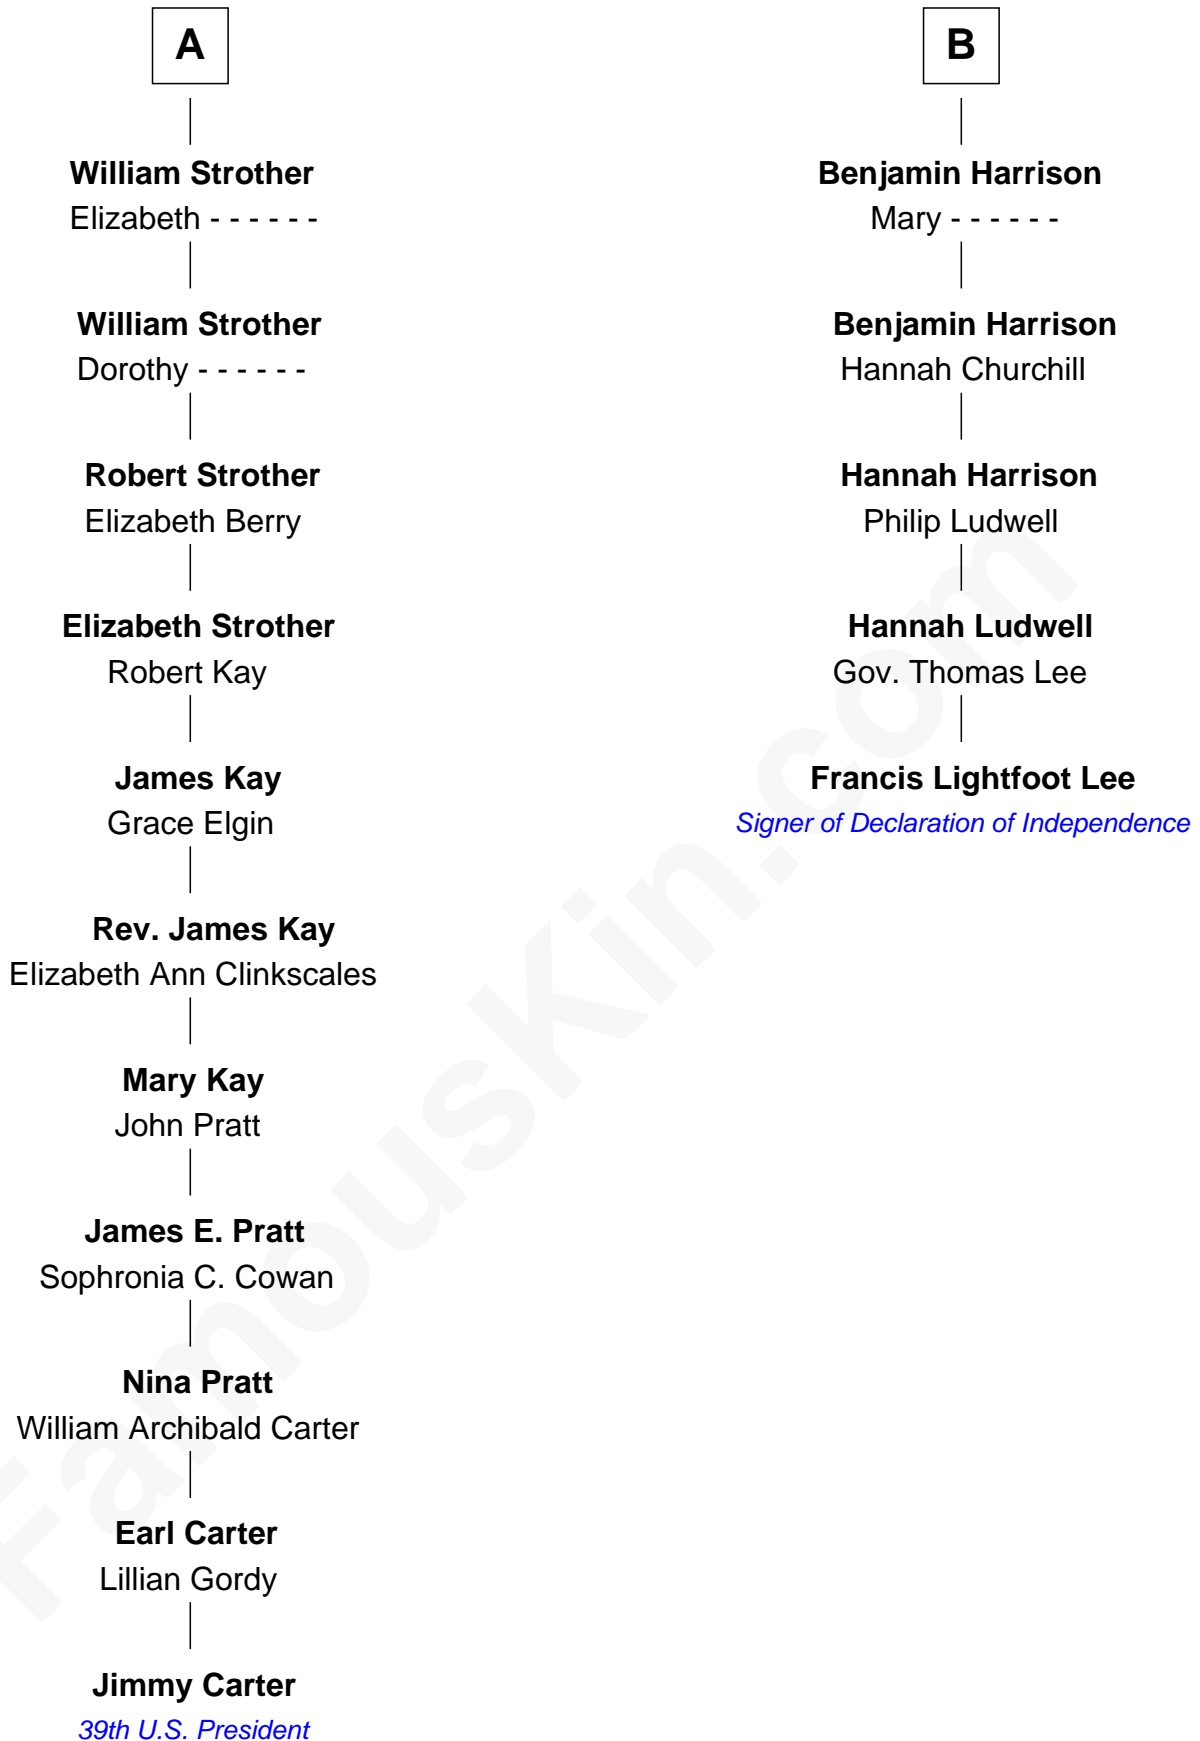 A
William Strother
Elizabeth - - - - - -
William Strother
Dorothy - - - - - -
Robert Strother
Elizabeth Berry
Elizabeth Strother
Robert Kay
James Kay
Grace Elgin
Rev. James Kay
Elizabeth Ann Clinkscales
Mary Kay
John Pratt
James E. Pratt
Sophronia C. Cowan
Nina Pratt
William Archibald Carter
Earl Carter
Lillian Gordy
Jimmy Carter
39th U.S. President
B
Benjamin Harrison
Mary - - - - - -
Benjamin Harrison
Hannah Churchill
Hannah Harrison
Philip Ludwell
Hannah Ludwell
Gov. Thomas Lee
Francis Lightfoot Lee
Signer of Declaration of Independence
FamousKin.com